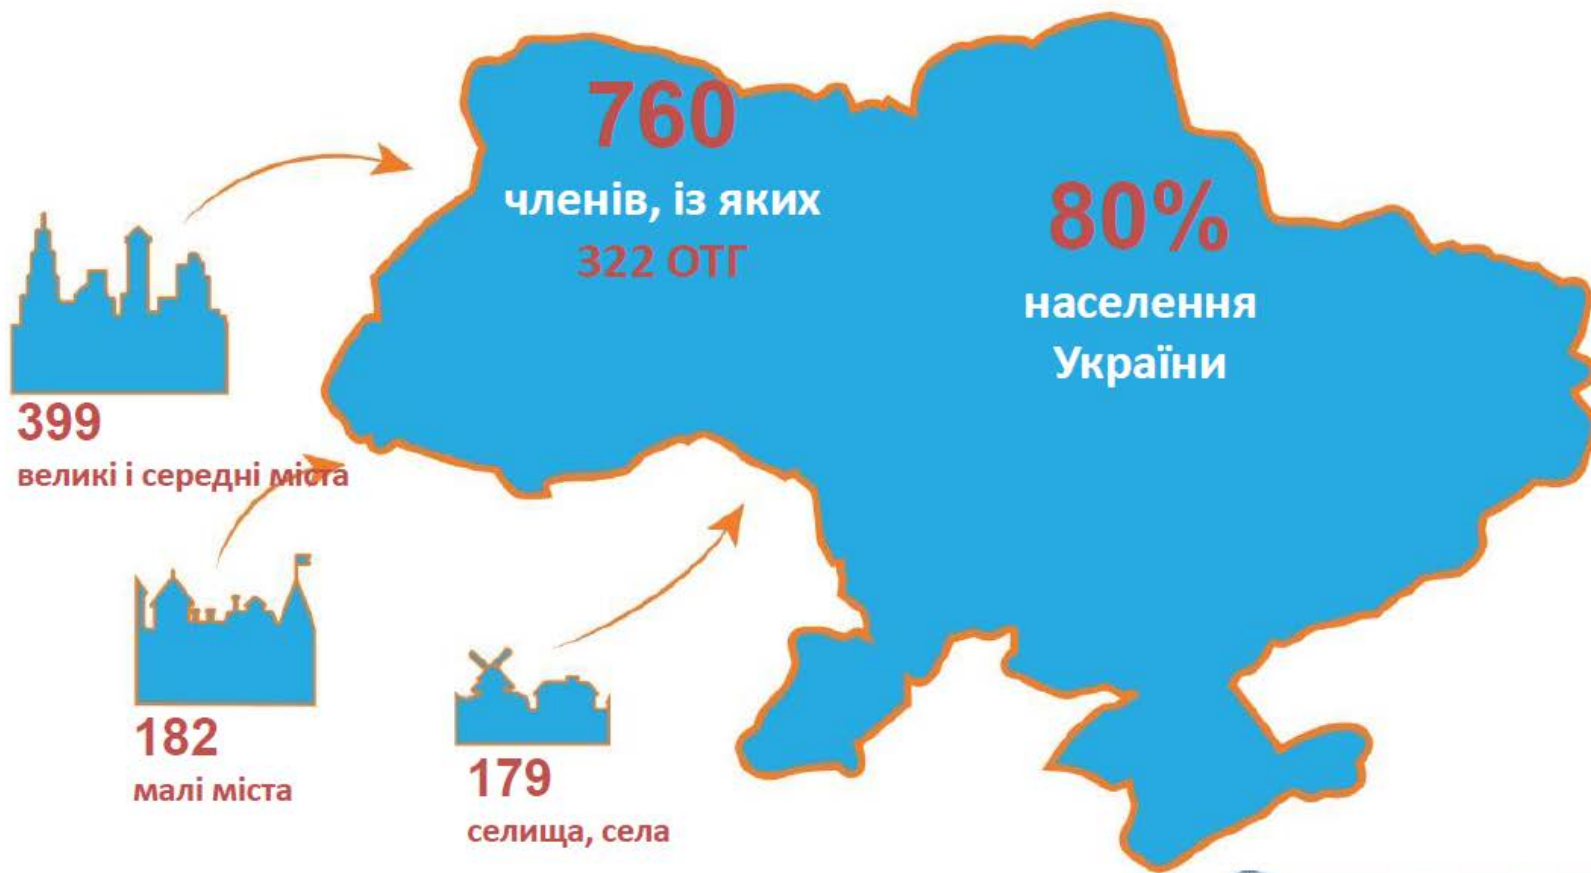 760
членів, із яких
322 ОТГ
80%
населення
України
399
великі і середні міста
182
малі міста
179
селища, села